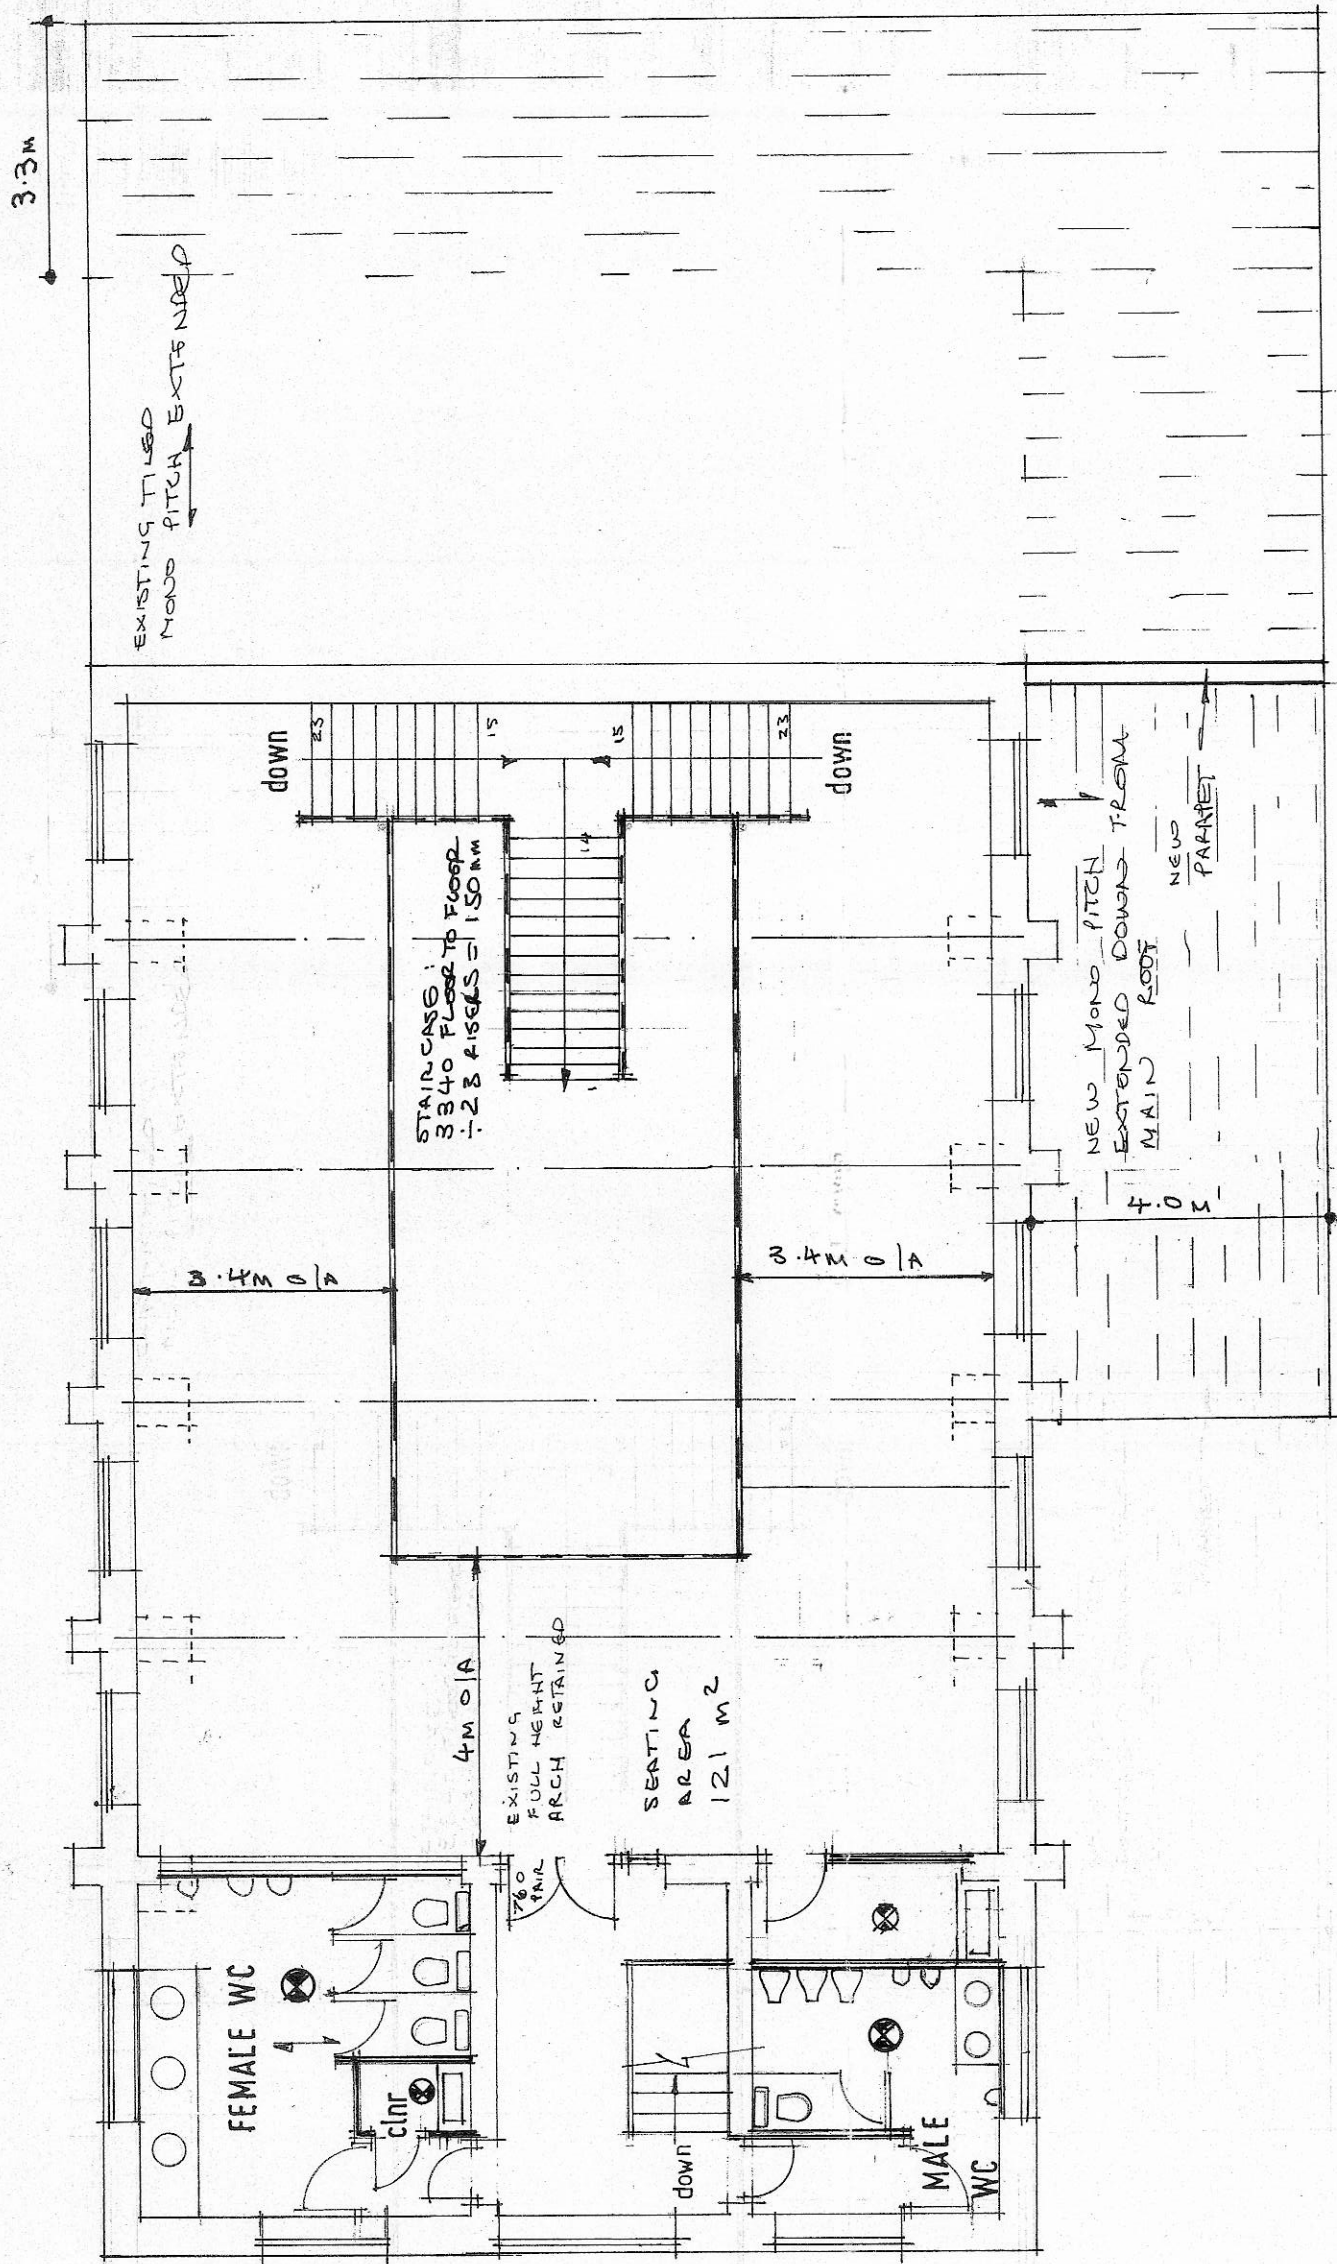 3.3M
EXISTING TILED
MONO PITCH EXTENDED
down
23
15
15
23
down
14
1
STAIRCASE:
3340 FLOOR TO FLOOR
÷ 23 RISERS = 150mm
NEW MONO PITCH
EXTENDED DOWN FROM
MAIN ROOF
NEW
PARAPET
4.0M
3.4M O/A
3.4M O/A
4M O/A
EXISTING
FULL HEIGHT
ARCH RETAINED
SEATING
AREA
121 m²
760
PAIR
FEMALE WC
clnr
down
MALE
WC